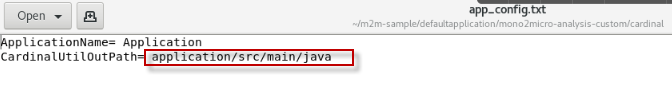 Open
app_config.txt
~/m2m-sample/defaultapplication/mono2micro-analysis-custom/cardinal
ApplicationName= Application
CardinalUtilOutPath= application/src/main/java